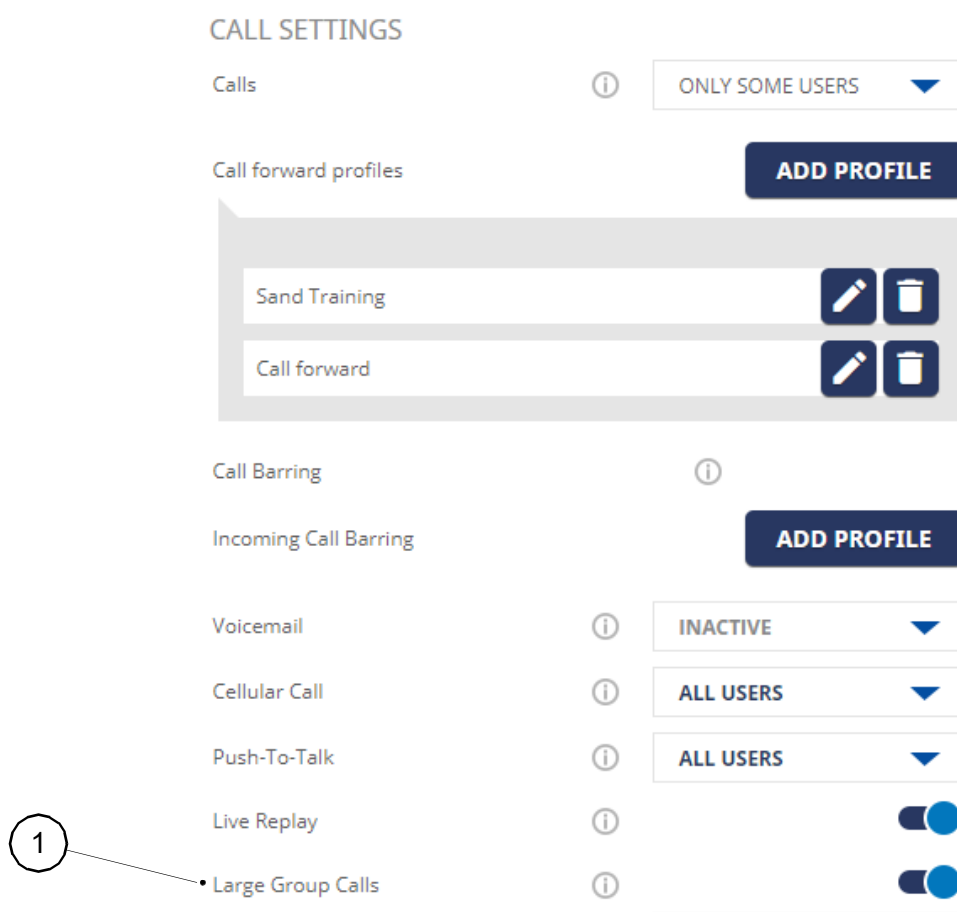 CALL SETTINGS
Calls ONLY SOME USERS
Call forward profiles ADD PROFILE
Sand Training
Call forward
Call Barring
Incoming Call Barring ADD PROFILE
Voicemail INACTIVE
Cellular Call ALL USERS
Push-To-Talk ALL USERS
Live Replay
1
Large Group Calls